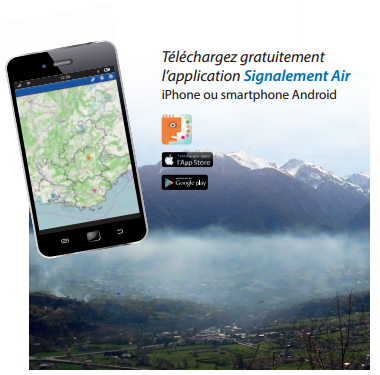 Téléchargez gratuitement
l'application Signalement Air
iPhone ou smartphone Android
l'App Store
Google play